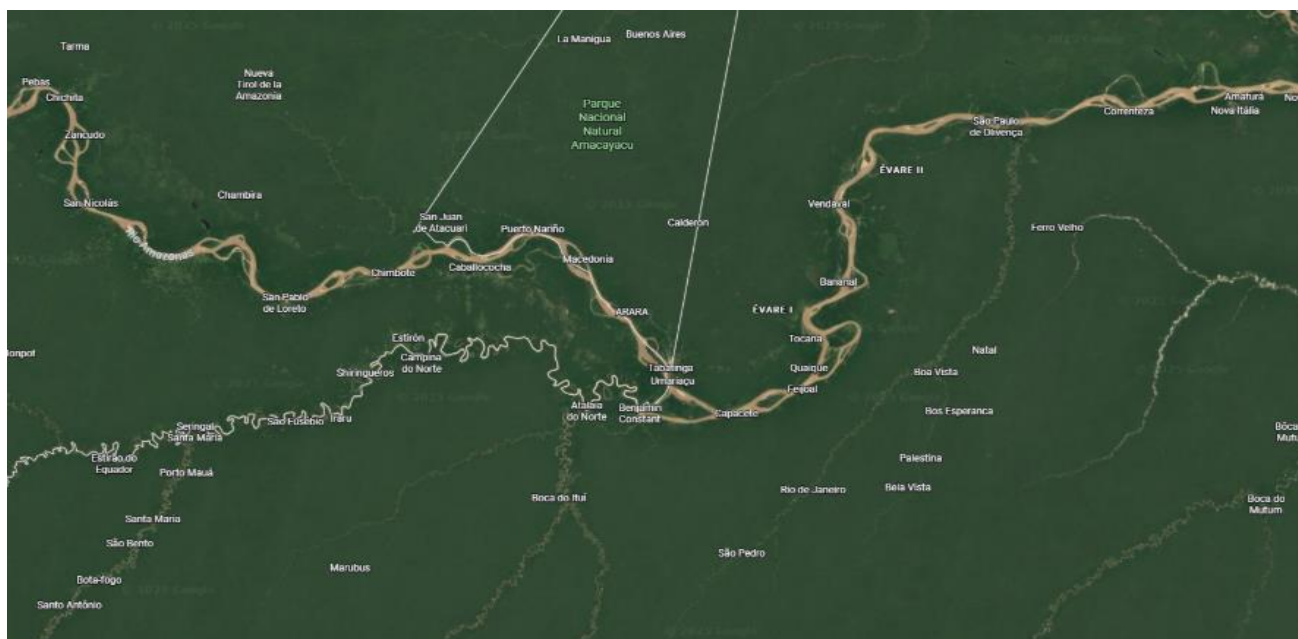 La Manigua
Buenos Aires
Tarma
Nueva
Tirol de la
Amazonia
Pebas
Chichita
Zancudo
Parque
Nacional
Natural
Amacayacu
Amaturá
Nova Itália
Correnteza
São Paulo
de Olivença
ÉVARE II
San Nicolás
Chambira
San Juan
de Atacuari
Puerto Nariño
Calderon
Vendaval
Ferro Velho
Río Amazonas
Chimbote
Caballococha
Macedonia
Bananal
San Pablo
de Loreto
ARARA
ÉVARE I
Estirón
Tocana
Campina
do Norte
Natal
Shiringueros
Tabatinga
Umariaçu
Quaique
Boa Vista
Feijoal
Atalaia
do Norte
Benjamin
Constant
Capacete
Bos Esperanca
São Eusébio
Irari
Seringal
Santa Maria
Estirão do
Equador
Porto Mauá
Palestina
Boca do Ituí
Rio de Janeiro
Bela Vista
Boca do
Mutum
Santa Maria
São Bento
São Pedro
Marubus
Bota-fogo
Santo Antônio